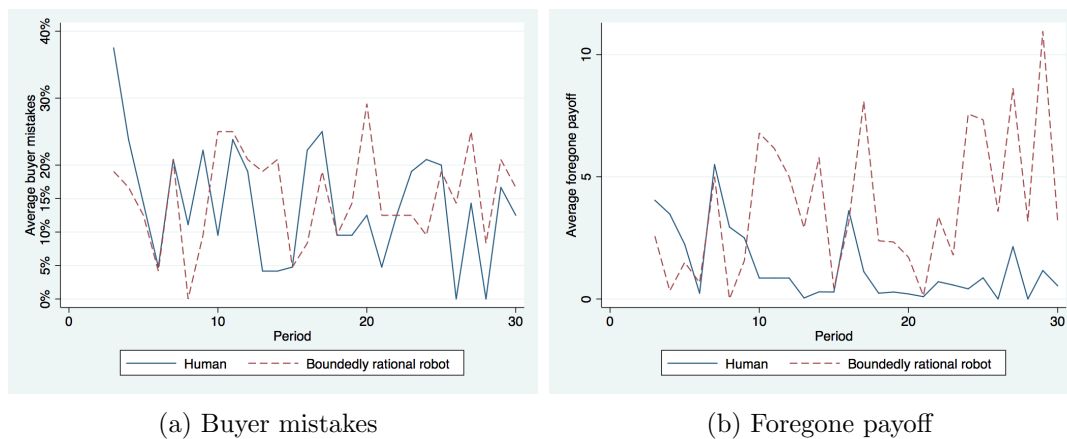 40%
30%
20%
15%
10%
5%
0%
Average buyer mistakes
0
10
20
30
Period
Human
Boundedly rational robot
(a) Buyer mistakes
10
5
0
Average foregone payoff
0
10
20
30
Period
Human
Boundedly rational robot
(b) Foregone payoff